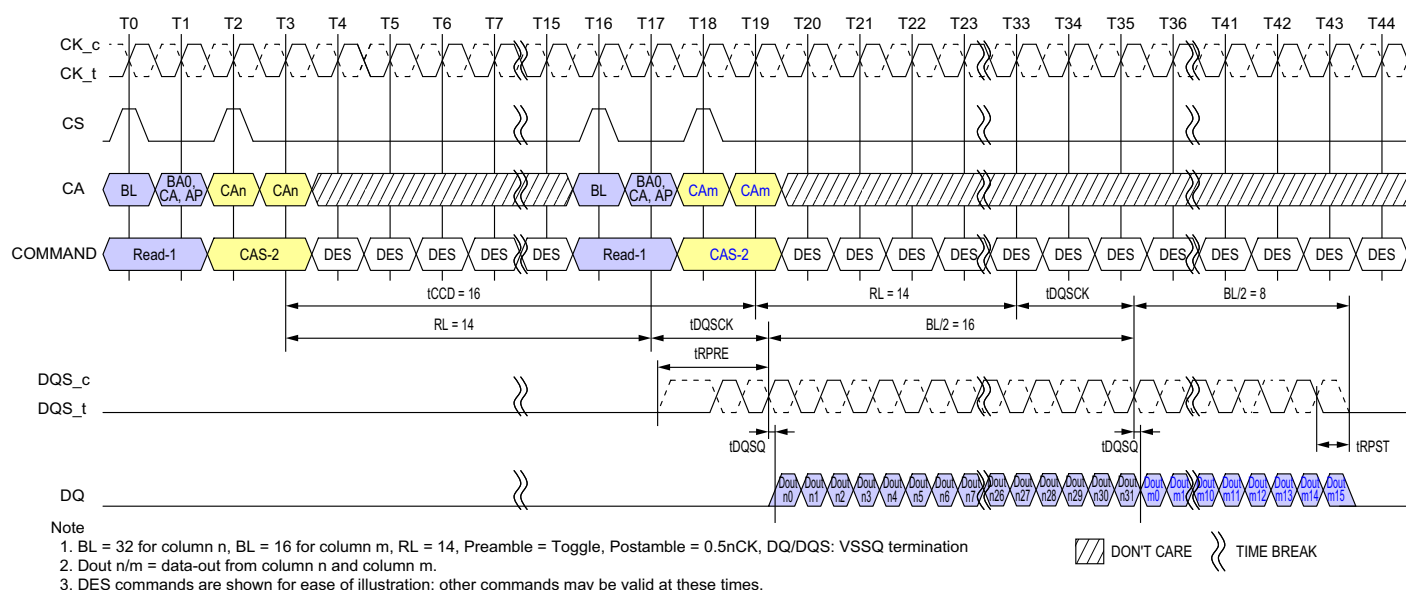 T0 T1 T2 T3 T4 T5 T6 T7 T15 T16 T17 T18 T19 T20 T21 T22 T23 T33 T34 T35 T36 T41 T42 T43 T44
CK_c
CK_t
CS
CA
BL BA0, CA, AP CAn CAn BL BA0, CA, AP CAm CAm
COMMAND
Read-1 CAS-2 DES DES DES DES DES Read-1 CAS-2 DES DES DES DES DES DES DES DES DES DES DES DES
tCCD = 16 RL = 14 tDQSCK BL/2 = 8
RL = 14 tDQSCK BL/2 = 16
tRPRE
DQS_c
DQS_t
tDQSQ tDQSQ tRPST
DQ
Dout n0 Dout n1 Dout n2 Dout n3 Dout n4 Dout n5 Dout n6 Dout n7 Dout n26 Dout n27 Dout n28 Dout n29 Dout n30 Dout n31 Dout m0 Dout m1 Dout m10 Dout m11 Dout m12 Dout m13 Dout m14 Dout m15
Note
1. BL = 32 for column n, BL = 16 for column m, RL = 14, Preamble = Toggle, Postamble = 0.5nCK, DQ/DQS: VSSQ termination
2. Dout n/m = data-out from column n and column m.
3. DES commands are shown for ease of illustration; other commands may be valid at these times.
DON'T CARE TIME BREAK